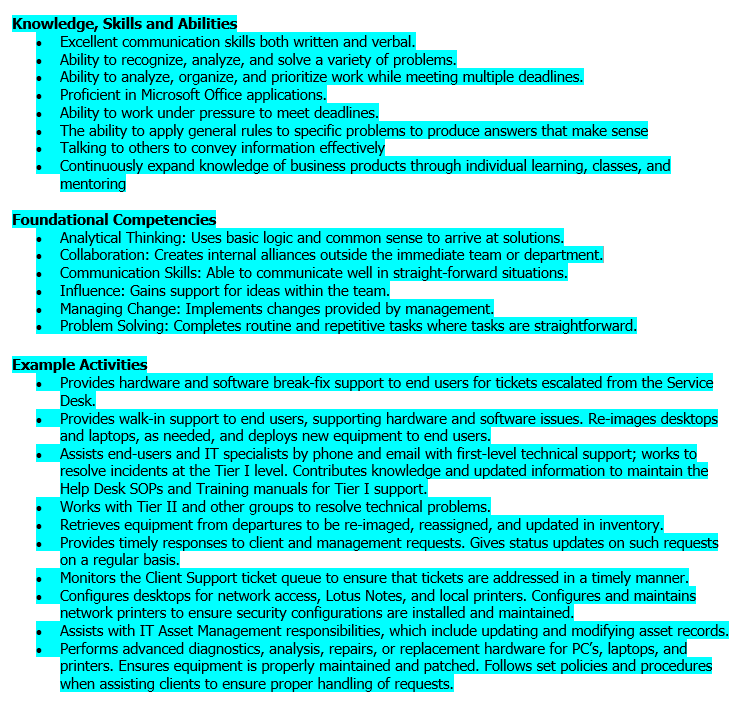 Knowledge, Skills and Abilities
• Excellent communication skills both written and verbal.
• Ability to recognize, analyze, and solve a variety of problems.
• Ability to analyze, organize, and prioritize work while meeting multiple deadlines.
• Proficient in Microsoft Office applications.
• Ability to work under pressure to meet deadlines.
• The ability to apply general rules to specific problems to produce answers that make sense
• Talking to others to convey information effectively
• Continuously expand knowledge of business products through individual learning, classes, and
mentoring
Foundational Competencies
• Analytical Thinking: Uses basic logic and common sense to arrive at solutions.
• Collaboration: Creates internal alliances outside the immediate team or department.
• Communication Skills: Able to communicate well in straight-forward situations.
• Influence: Gains support for ideas within the team.
• Managing Change: Implements changes provided by management.
• Problem Solving: Completes routine and repetitive tasks where tasks are straightforward.
Example Activities
• Provides hardware and software break-fix support to end users for tickets escalated from the Service
Desk.
• Provides walk-in support to end users, supporting hardware and software issues. Re-images desktops
and laptops, as needed, and deploys new equipment to end users.
• Assists end-users and IT specialists by phone and email with first-level technical support; works to
resolve incidents at the Tier I level. Contributes knowledge and updated information to maintain the
Help Desk SOPs and Training manuals for Tier I support.
• Works with Tier II and other groups to resolve technical problems.
• Retrieves equipment from departures to be re-imaged, reassigned, and updated in inventory.
• Provides timely responses to client and management requests. Gives status updates on such requests
on a regular basis.
• Monitors the Client Support ticket queue to ensure that tickets are addressed in a timely manner.
• Configures desktops for network access, Lotus Notes, and local printers. Configures and maintains
network printers to ensure security configurations are installed and maintained.
• Assists with IT Asset Management responsibilities, which include updating and modifying asset records.
• Performs advanced diagnostics, analysis, repairs, or replacement hardware for PC’s, laptops, and
printers. Ensures equipment is properly maintained and patched. Follows set policies and procedures
when assisting clients to ensure proper handling of requests.